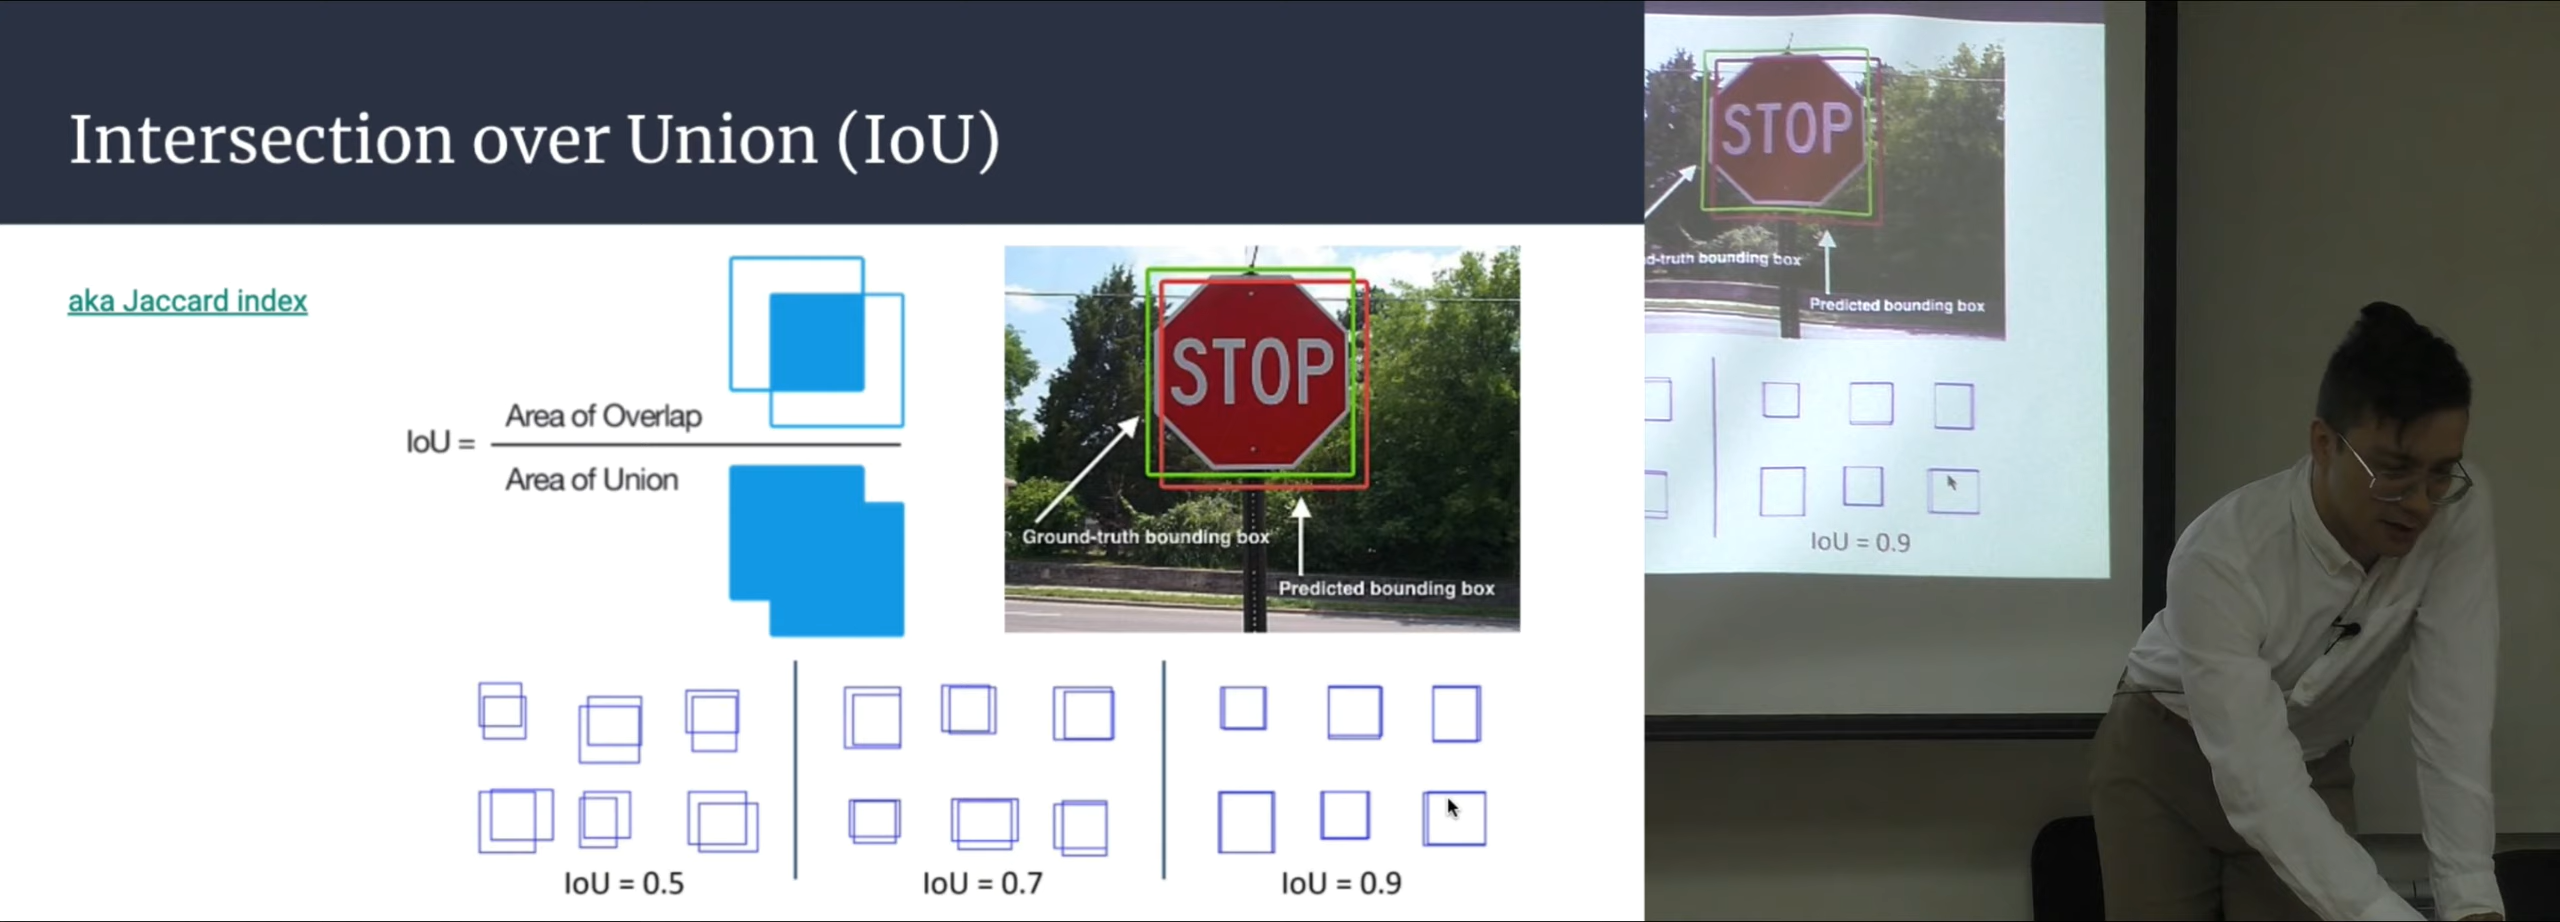 Intersection over Union (IoU)
aka Jaccard index
IoU =
Area of Overlap
Area of Union
STOP
Ground-truth bounding box
Predicted bounding box
IoU = 0.5
IoU = 0.7
IoU = 0.9
STOP
d-truth bounding box
Predicted bounding box
IoU = 0.9